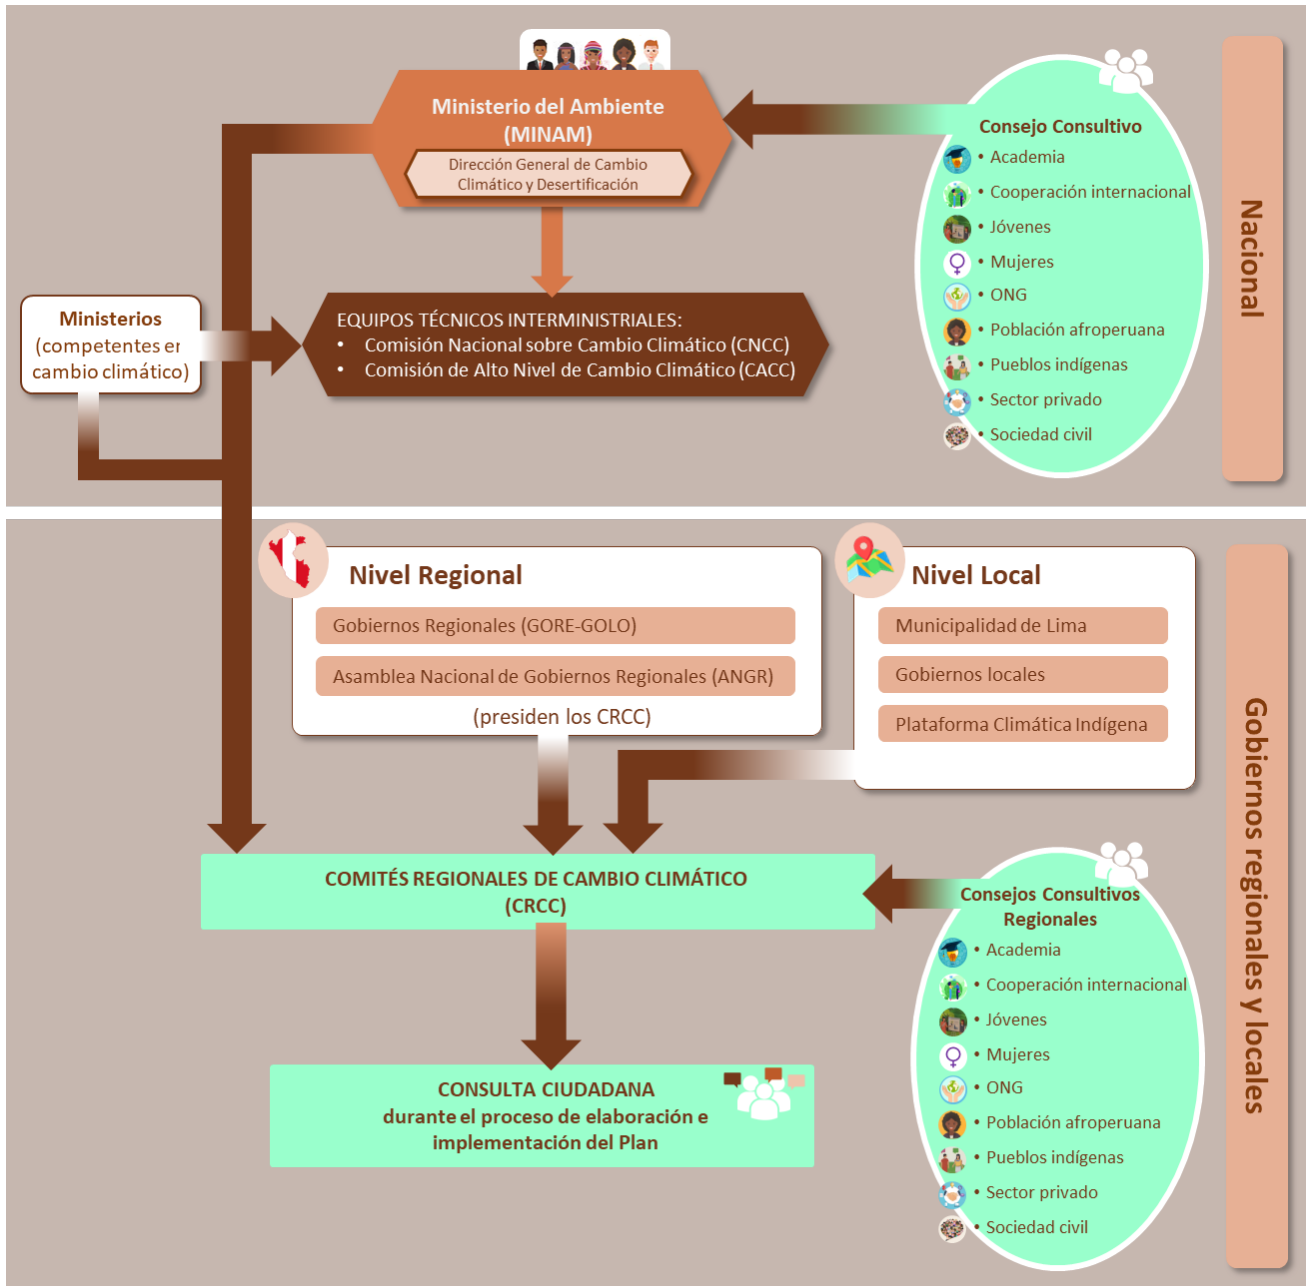 Ministerio del Ambiente
(MINAM)
Dirección General de Cambio
Climático y Desertificación
Consejo Consultivo
• Academia
• Cooperación internacional
• Jóvenes
• Mujeres
• ONG
• Población afroperuana
• Pueblos indígenas
• Sector privado
• Sociedad civil
Nacional
Ministerios
(competentes en
cambio climático)
EQUIPOS TÉCNICOS INTERMINISTRIALES:
• Comisión Nacional sobre Cambio Climático (CNCC)
• Comisión de Alto Nivel de Cambio Climático (CACC)
Nivel Regional
Gobiernos Regionales (GORE-GOLO)
Asamblea Nacional de Gobiernos Regionales (ANGR)
(presiden los CRCC)
Nivel Local
Municipalidad de Lima
Gobiernos locales
Plataforma Climática Indígena
Gobiernos regionales y locales
COMITÉS REGIONALES DE CAMBIO CLIMÁTICO
(CRCC)
Consejos Consultivos
Regionales
• Academia
• Cooperación internacional
• Jóvenes
• Mujeres
• ONG
• Población afroperuana
• Pueblos indígenas
• Sector privado
• Sociedad civil
CONSULTA CIUDADANA
durante el proceso de elaboración e
implementación del Plan